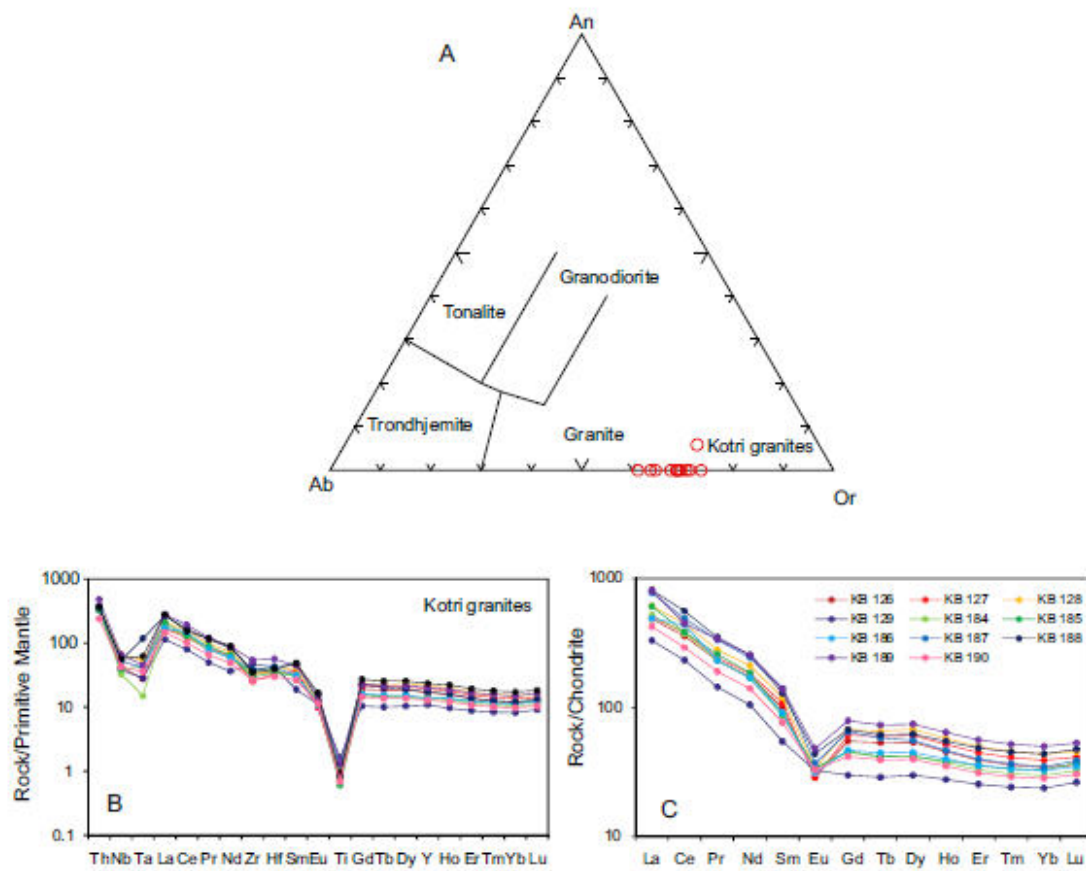 An
A
Granodiorite
Tonalite
Trondhjemite
Granite
Kotri granites
Ab
Or
1000
100
10
1
0.1
Rock/Primitive Mantle
Kotri granites
B
Th Nb Ta La Ce Pr Nd Zr Hf Sm Eu Ti Gd Tb Dy Y Ho Er Tm Yb Lu
1000
100
10
Rock/Chondrite
KB 126 KB 127 KB 128
KB 129 KB 184 KB 185
KB 186 KB 187 KB 188
KB 189 KB 190
C
La Ce Pr Nd Sm Eu Gd Tb Dy Ho Er Tm Yb Lu